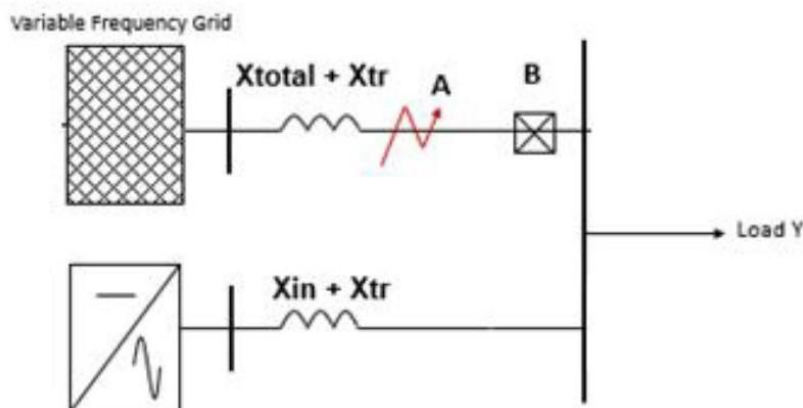 Variable Frequency Grid
Xtotal + Xtr
A
B
Load Y
Xin + Xtr